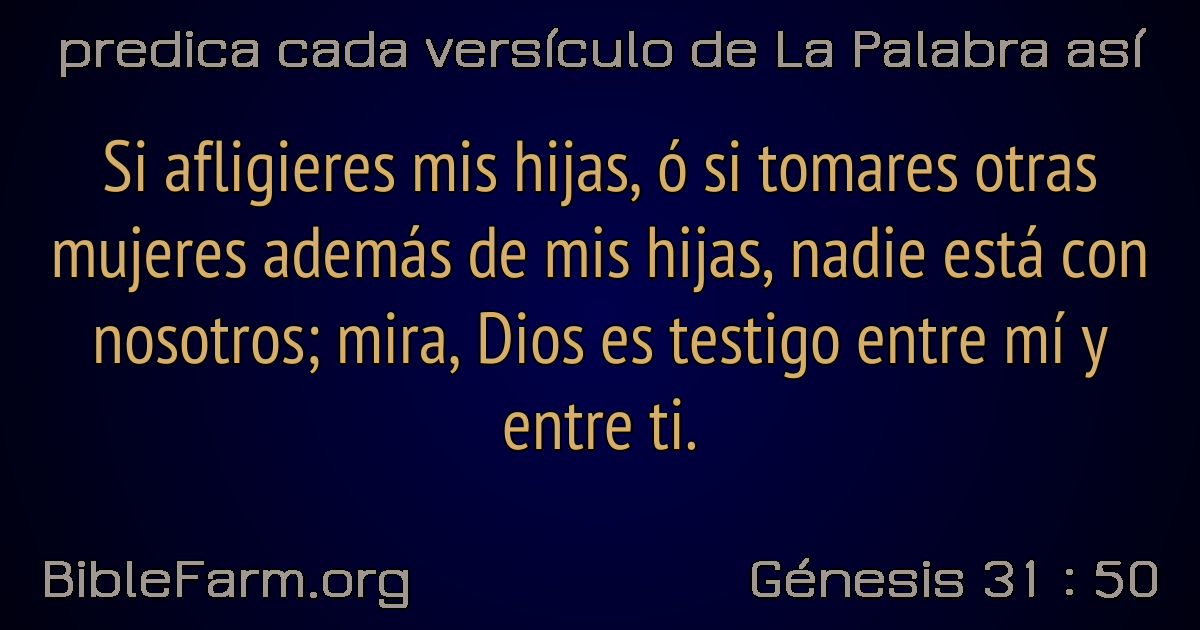 predica cada versículo de La Palabra así
Si afligieres mis hijas, ó si tomares otras
mujeres además de mis hijas, nadie está con
nosotros; mira, Dios es testigo entre mí y
entre ti.
BibleFarm.org
Génesis 31 : 50